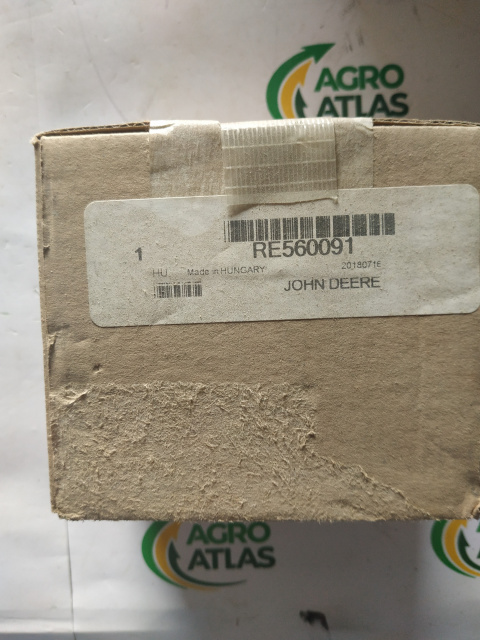 AGRO
ATLAS
1
RE560091
HU Made in HUNGARY 20180716
JOHN DEERE
AGRO
ATLAS